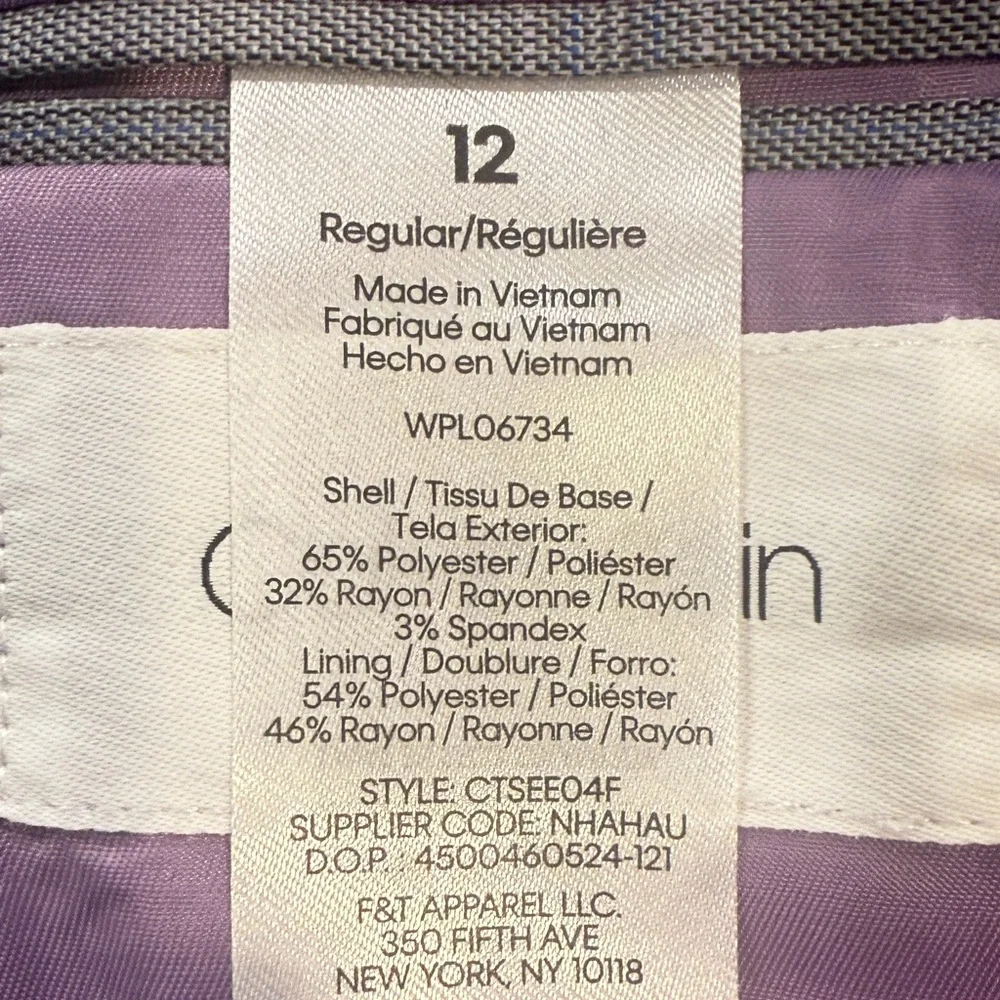 12
Regular/Régulière
Made in Vietnam
Fabriqué au Vietnam
Hecho en Vietnam
WPL06734
Shell / Tissu De Base /
Tela Exterior:
65% Polyester / Poliéster
32% Rayon / Rayonne / Rayón
3% Spandex
Lining / Doublure / Forro:
54% Polyester / Poliéster
46% Rayon / Rayonne / Rayón
STYLE: CTSEE04F
SUPPLIER CODE: NHAHAU
D.O.P. : 4500460524-121
F&T APPAREL LLC.
350 FIFTH AVE
NEW YORK, NY 10118